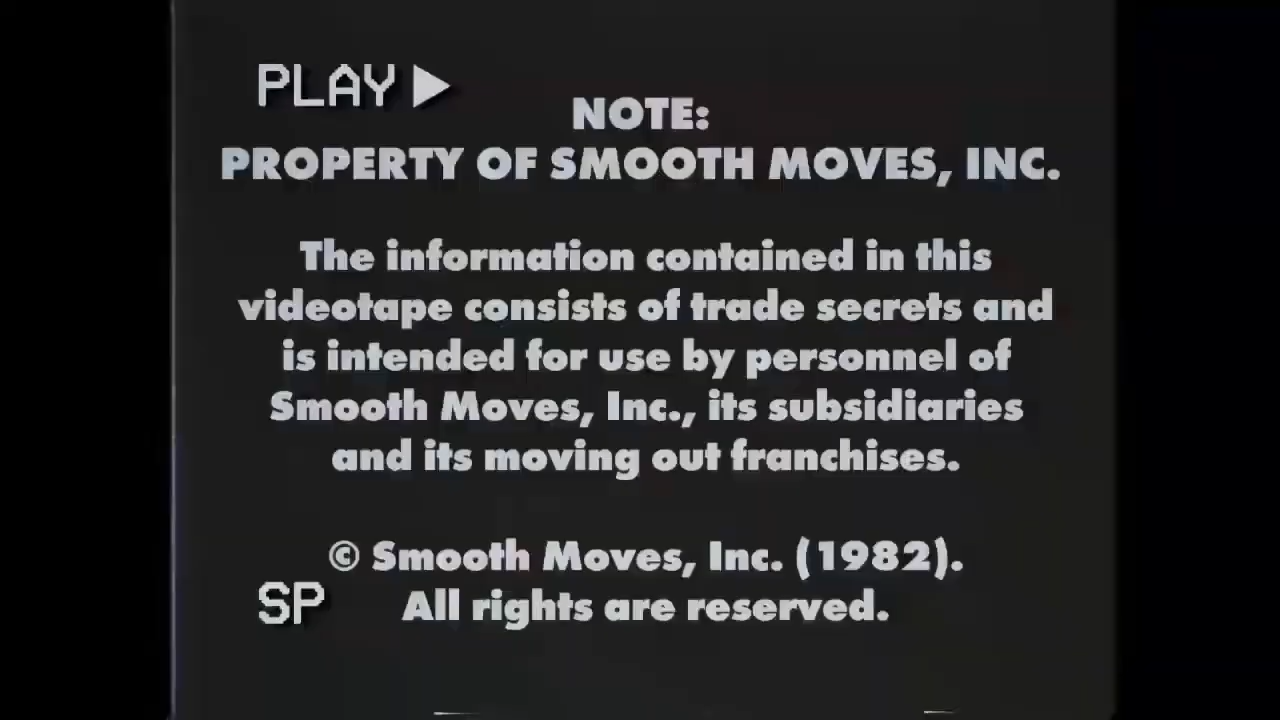 PLAY ▶
NOTE:
PROPERTY OF SMOOTH MOVES, INC.
The information contained in this
videotape consists of trade secrets and
is intended for use by personnel of
Smooth Moves, Inc., its subsidiaries
and its moving out franchises.
© Smooth Moves, Inc. (1982).
SP
All rights are reserved.